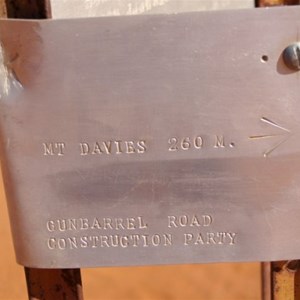 MT DAVIES 260 M.
GUNBARREL ROAD
CONSTRUCTION PARTY